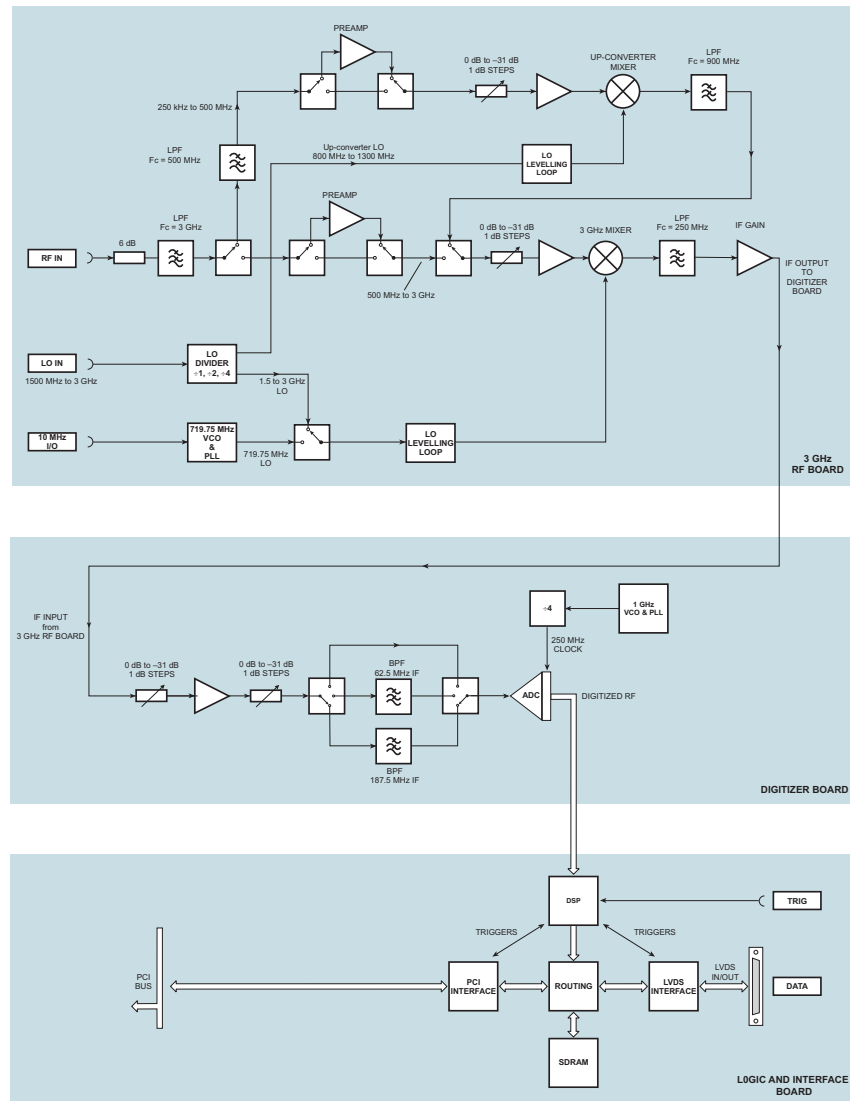 PREAMP
0 dB to –31 dB
1 dB STEPS
UP-CONVERTER
MIXER
LPF
Fc = 900 MHz
250 kHz to 500 MHz
LPF
Fc = 500 MHz
Up-converter LO
800 MHz to 1300 MHz
LO
LEVELLING
LOOP
PREAMP
LPF
Fc = 3 GHz
6 dB
RF IN
0 dB to –31 dB
1 dB STEPS
3 GHz MIXER
LPF
Fc = 250 MHz
IF GAIN
IF OUTPUT
TO
DIGITIZER
BOARD
500 MHz to 3 GHz
LO IN
1500 MHz to 3 GHz
LO
DIVIDER
÷1, ÷2, ÷4
1.5 to 3 GHz
LO
10 MHz
I/O
719.75 MHz
VCO
&
PLL
719.75 MHz
LO
LO
LEVELLING
LOOP
3 GHz
RF BOARD
IF INPUT
from
3 GHz RF BOARD
÷4
1 GHz
VCO & PLL
250 MHz
CLOCK
0 dB to –31 dB
1 dB STEPS
0 dB to –31 dB
1 dB STEPS
BPF
62.5 MHz IF
ADC
DIGITIZED RF
BPF
187.5 MHz IF
DIGITIZER BOARD
DSP
TRIG
TRIGGERS
TRIGGERS
PCI
BUS
PCI
INTERFACE
ROUTING
LVDS
INTERFACE
LVDS
IN/OUT
DATA
SDRAM
L0GIC AND INTERFACE
BOARD